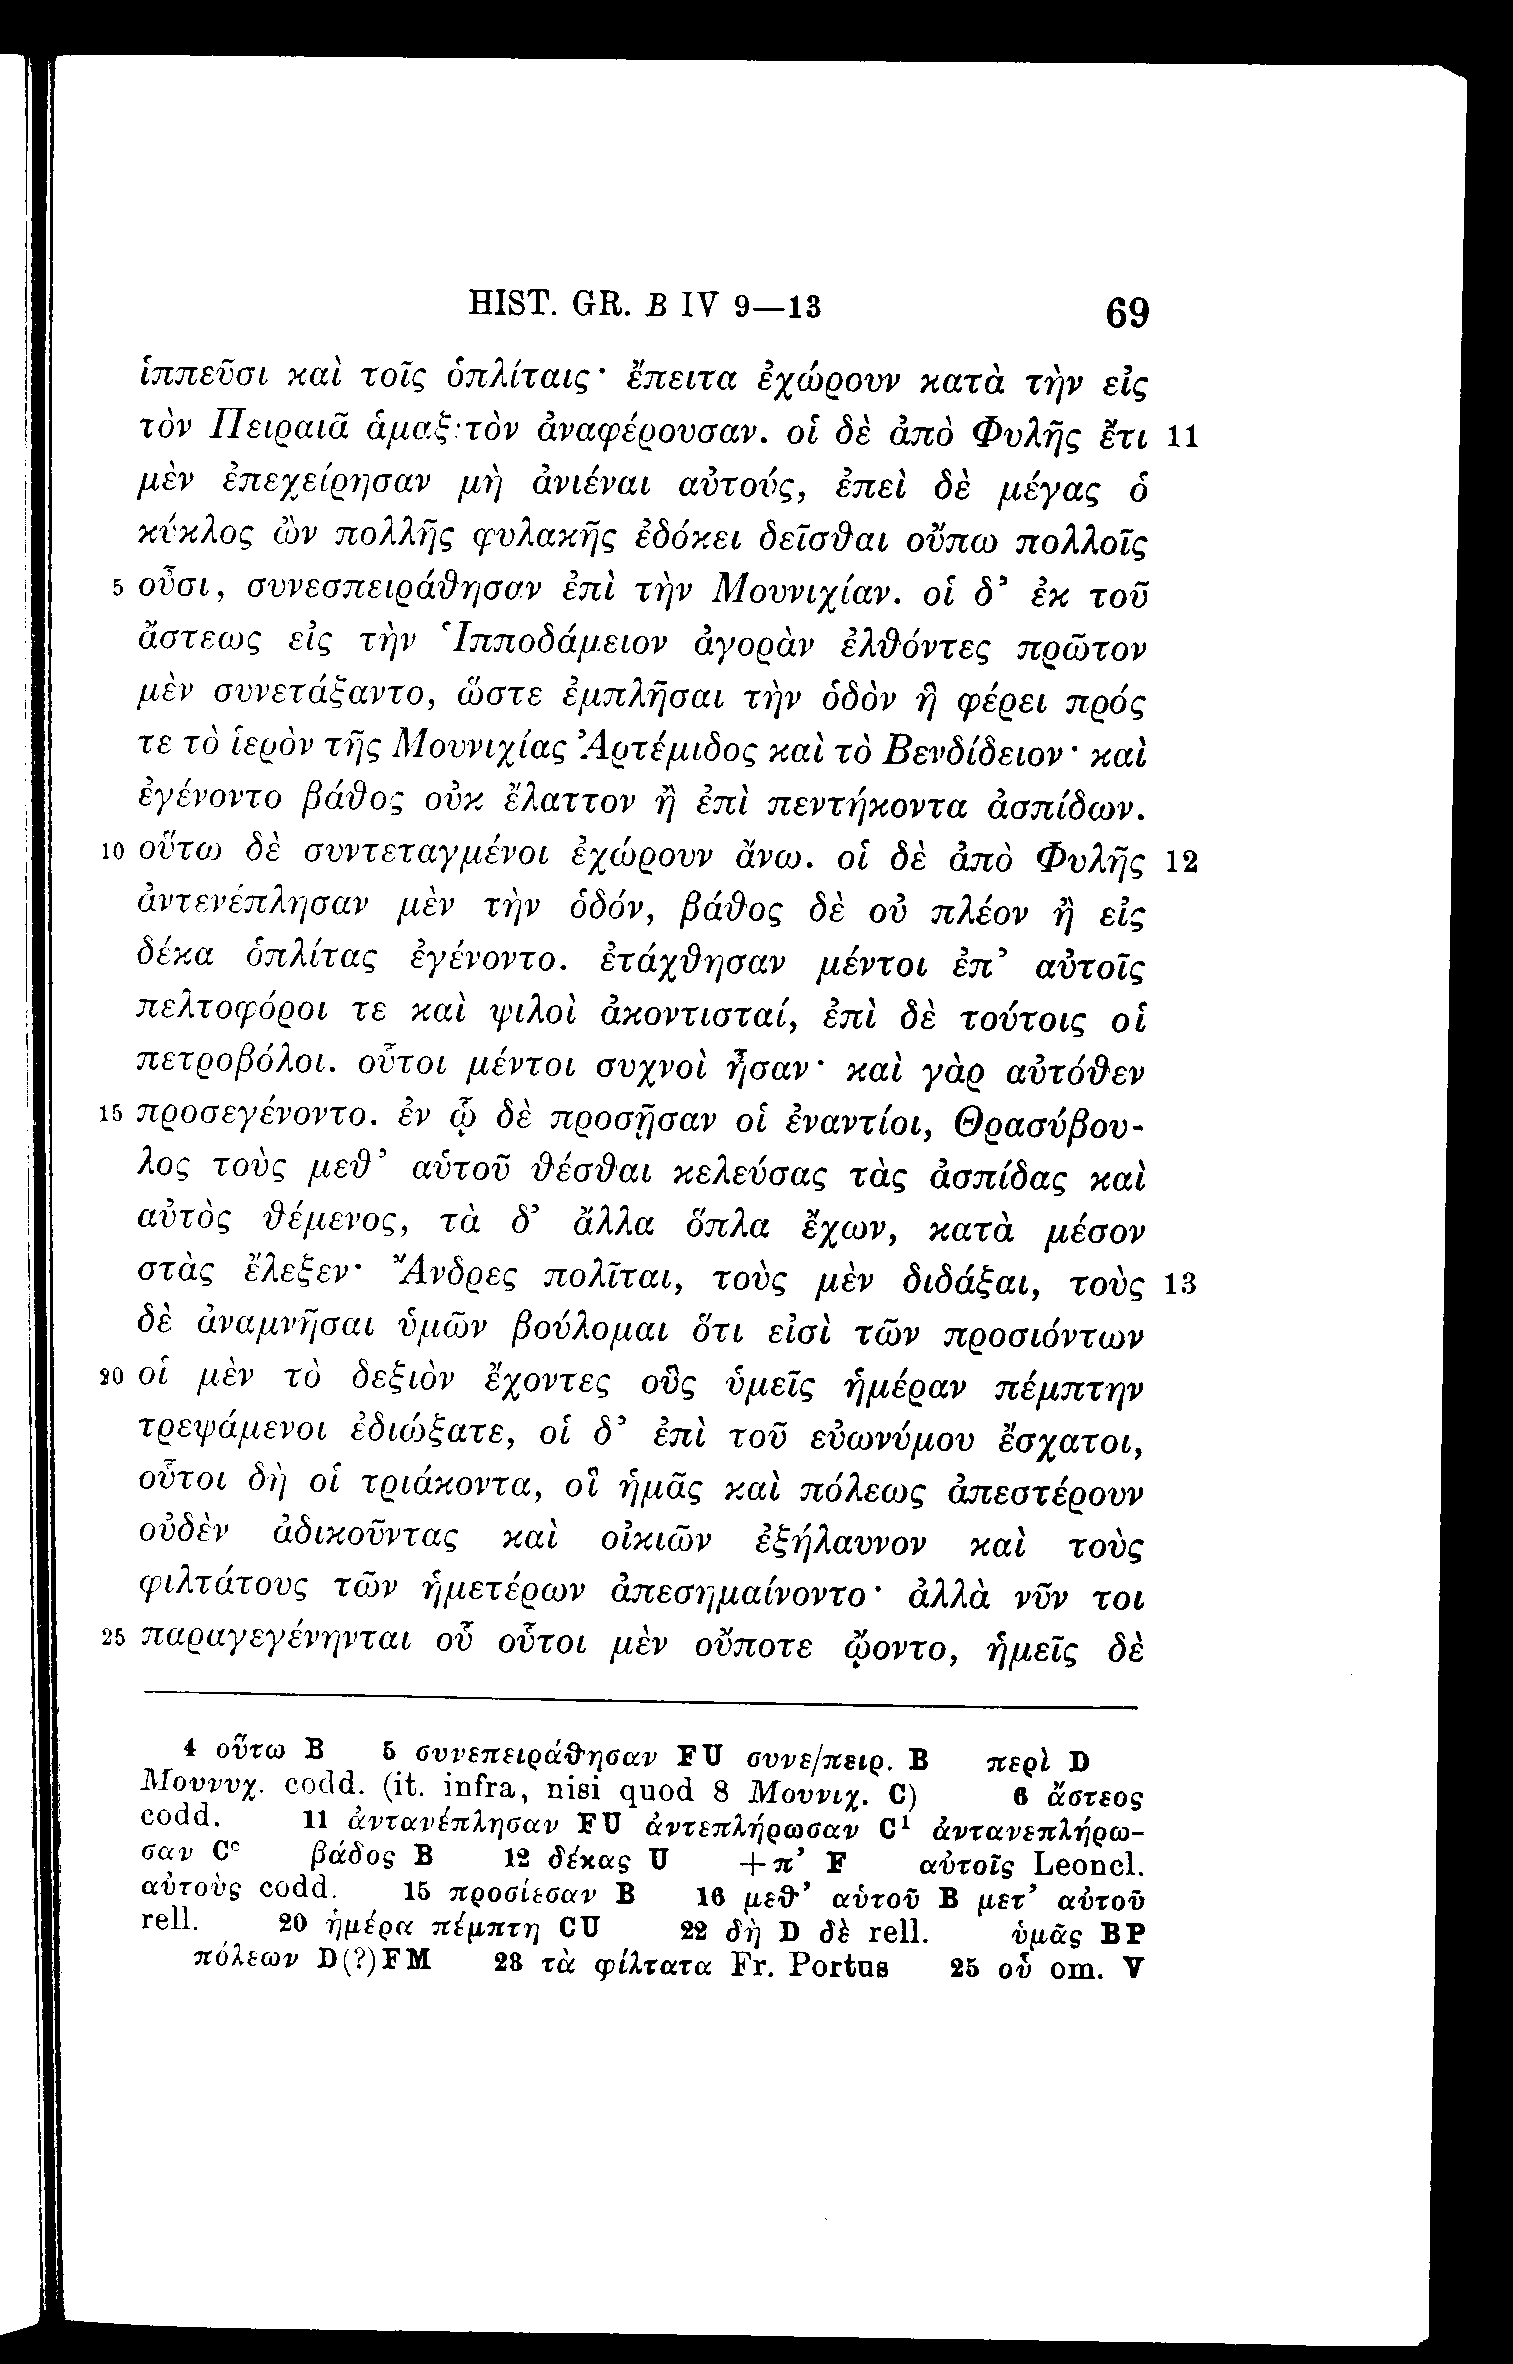 HIST. GR. B IV 9—13 69
ἱππεῦσι καὶ τοῖς ὁπλίταις· ἔπειτα ἐχώρουν κατὰ τὴν εἰς
τὸν Πειραιᾶ ἁμαξιτὸν ἀναφέρουσαν. οἱ δὲ ἀπὸ Φυλῆς ἔτι 11
μὲν ἐπεχείρησαν μὴ ἀνιέναι αὐτούς, ἐπεὶ δὲ μέγας ὁ
κύκλος ὢν πολλῆς φυλακῆς ἐδόκει δεῖσθαι οὔπω πολλοῖς
5 οὖσι, συνεσπειράθησαν ἐπὶ τὴν Μουνιχίαν. οἱ δ’ ἐκ τοῦ
ἄστεως εἰς τὴν Ἱπποδάμειον ἀγορὰν ἐλθόντες πρῶτον
μὲν συνετάξαντο, ὥστε ἐμπλῆσαι τὴν ὁδὸν ἣ φέρει πρός
τε τὸ ἱερὸν τῆς Μουνιχίας Ἀρτέμιδος καὶ τὸ Βενδίδειον· καὶ
ἐγένοντο βάθος οὐκ ἔλαττον ἢ ἐπὶ πεντήκοντα ἀσπίδων.
10 οὕτω δὲ συντεταγμένοι ἐχώρουν ἄνω. οἱ δὲ ἀπὸ Φυλῆς 12
ἀντενέπλησαν μὲν τὴν ὁδόν, βάθος δὲ οὐ πλέον ἢ εἰς
δέκα ὁπλίτας ἐγένοντο. ἐτάχθησαν μέντοι ἐπ’ αὐτοῖς
πελτοφόροι τε καὶ ψιλοὶ ἀκοντισταί, ἐπὶ δὲ τούτοις οἱ
πετροβόλοι. οὗτοι μέντοι συχνοὶ ἦσαν· καὶ γὰρ αὐτόθεν
15 προσεγένοντο. ἐν ᾧ δὲ προσῇσαν οἱ ἐναντίοι, Θρασύβου-
λος τοὺς μεθ’ αὑτοῦ θέσθαι κελεύσας τὰς ἀσπίδας καὶ
αὐτὸς θέμενος, τὰ δ’ ἄλλα ὅπλα ἔχων, κατὰ μέσον
στὰς ἔλεξεν· Ἄνδρες πολῖται, τοὺς μὲν διδάξαι, τοὺς 13
δὲ ἀναμνῆσαι ὑμῶν βούλομαι ὅτι εἰσὶ τῶν προσιόντων
20 οἱ μὲν τὸ δεξιὸν ἔχοντες οὓς ὑμεῖς ἡμέραν πέμπτην
τρεψάμενοι ἐδιώξατε, οἱ δ’ ἐπὶ τοῦ εὐωνύμου ἔσχατοι,
οὗτοι δὴ οἱ τριάκοντα, οἳ ἡμᾶς καὶ πόλεως ἀπεστέρουν
οὐδὲν ἀδικοῦντας καὶ οἰκιῶν ἐξήλαυνον καὶ τοὺς
φιλτάτους τῶν ἡμετέρων ἀπεσημαίνοντο· ἀλλὰ νῦν τοι
25 παραγεγένηνται οὗ οὗτοι μὲν οὔποτε ᾤοντο, ἡμεῖς δὲ
4 οὕτω B 5 συνεπειράθησαν FU συνε/πειρ. B περὶ D
Μουνυχ. codd. (it. infra, nisi quod 8 Μουνιχ. C) 6 ἄστεος
codd. 11 ἀντανέπλησαν FU ἀντεπλήρωσαν C¹ ἀντανεπλήρω-
σαν Cᶜ βάδος B 12 δέκας U +π’ F αὐτοῖς Leoncl.
αὐτοὺς codd. 15 προσίεσαν B 16 μεθ’ αὑτοῦ B μετ’ αὐτοῦ
rell. 20 ἡμέρα πέμπτη CU 22 δὴ D δὲ rell. ὑμᾶς BP
πόλεων D(?)FM 23 τὰ φίλτατα Fr. Portus 25 οὗ om. V